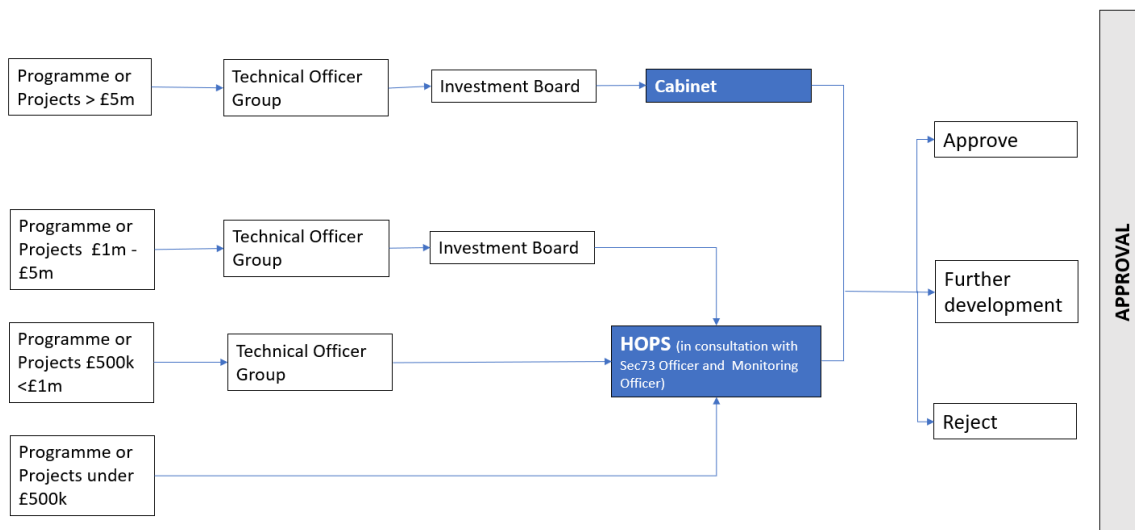 Programme or
Projects > £5m
Technical Officer
Group
Investment Board
Cabinet
Approve
Programme or
Projects £1m -
£5m
Technical Officer
Group
Investment Board
Further
development
APPROVAL
Programme or
Projects £500k
<£1m
Technical Officer
Group
HOPS (in consultation with
Sec73 Officer and Monitoring
Officer)
Reject
Programme or
Projects under
£500k